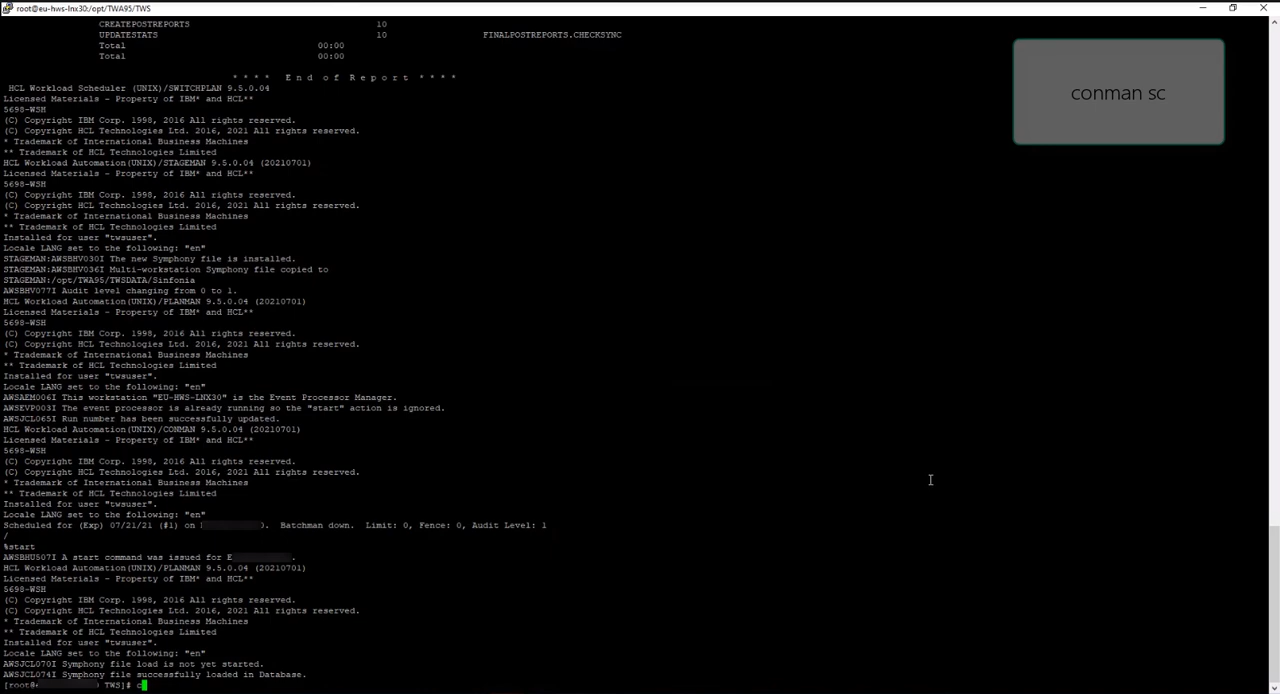 root@eu-hws-lnx30:/opt/TWA95/TWS
CREATEPOSTREPORTS 10
UPDATESTATS 10 FINALPOSTREPORTS.CHECKSYNC
Total 00:00
Total 00:00
* * * * E n d o f R e p o r t * * * *
HCL Workload Scheduler (UNIX)/SWITCHPLAN 9.5.0.04
Licensed Materials - Property of IBM* and HCL**
5698-WSH
(C) Copyright IBM Corp. 1998, 2016 All rights reserved.
(C) Copyright HCL Technologies Ltd. 2016, 2021 All rights reserved.
* Trademark of International Business Machines
** Trademark of HCL Technologies Limited
HCL Workload Automation(UNIX)/STAGEMAN 9.5.0.04 (20210701)
Licensed Materials - Property of IBM* and HCL**
5698-WSH
(C) Copyright IBM Corp. 1998, 2016 All rights reserved.
(C) Copyright HCL Technologies Ltd. 2016, 2021 All rights reserved.
* Trademark of International Business Machines
** Trademark of HCL Technologies Limited
Installed for user "twsuser".
Locale LANG set to the following: "en"
STAGEMAN:AWSBHV030I The new Symphony file is installed.
STAGEMAN:AWSBHV036I Multi-workstation Symphony file copied to
STAGEMAN:/opt/TWA95/TWSDATA/Sinfonia
AWSBHV077I Audit level changing from 0 to 1.
HCL Workload Automation(UNIX)/PLANMAN 9.5.0.04 (20210701)
Licensed Materials - Property of IBM* and HCL**
5698-WSH
(C) Copyright IBM Corp. 1998, 2016 All rights reserved.
(C) Copyright HCL Technologies Ltd. 2016, 2021 All rights reserved.
* Trademark of International Business Machines
** Trademark of HCL Technologies Limited
Installed for user "twsuser".
Locale LANG set to the following: "en"
AWSAEM006I This workstation "EU-HWS-LNX30" is the Event Processor Manager.
AWSEVP003I The event processor is already running so the "start" action is ignored.
AWSJCL065I Run number has been successfully updated.
HCL Workload Automation(UNIX)/CONMAN 9.5.0.04 (20210701)
Licensed Materials - Property of IBM* and HCL**
5698-WSH
(C) Copyright IBM Corp. 1998, 2016 All rights reserved.
(C) Copyright HCL Technologies Ltd. 2016, 2021 All rights reserved.
* Trademark of International Business Machines
** Trademark of HCL Technologies Limited
Installed for user "twsuser".
Locale LANG set to the following: "en"
Scheduled for (Exp) 07/21/21 (#1) on . Batchman down. Limit: 0, Fence: 0, Audit Level: 1
/
%start
AWSBHU507I A start command was issued for E .
HCL Workload Automation(UNIX)/PLANMAN 9.5.0.04 (20210701)
Licensed Materials - Property of IBM* and HCL**
5698-WSH
(C) Copyright IBM Corp. 1998, 2016 All rights reserved.
(C) Copyright HCL Technologies Ltd. 2016, 2021 All rights reserved.
* Trademark of International Business Machines
** Trademark of HCL Technologies Limited
Installed for user "twsuser".
Locale LANG set to the following: "en"
AWSJCL070I Symphony file load is not yet started.
AWSJCL074I Symphony file successfully loaded in Database.
[root@ TWS]# c
conman sc